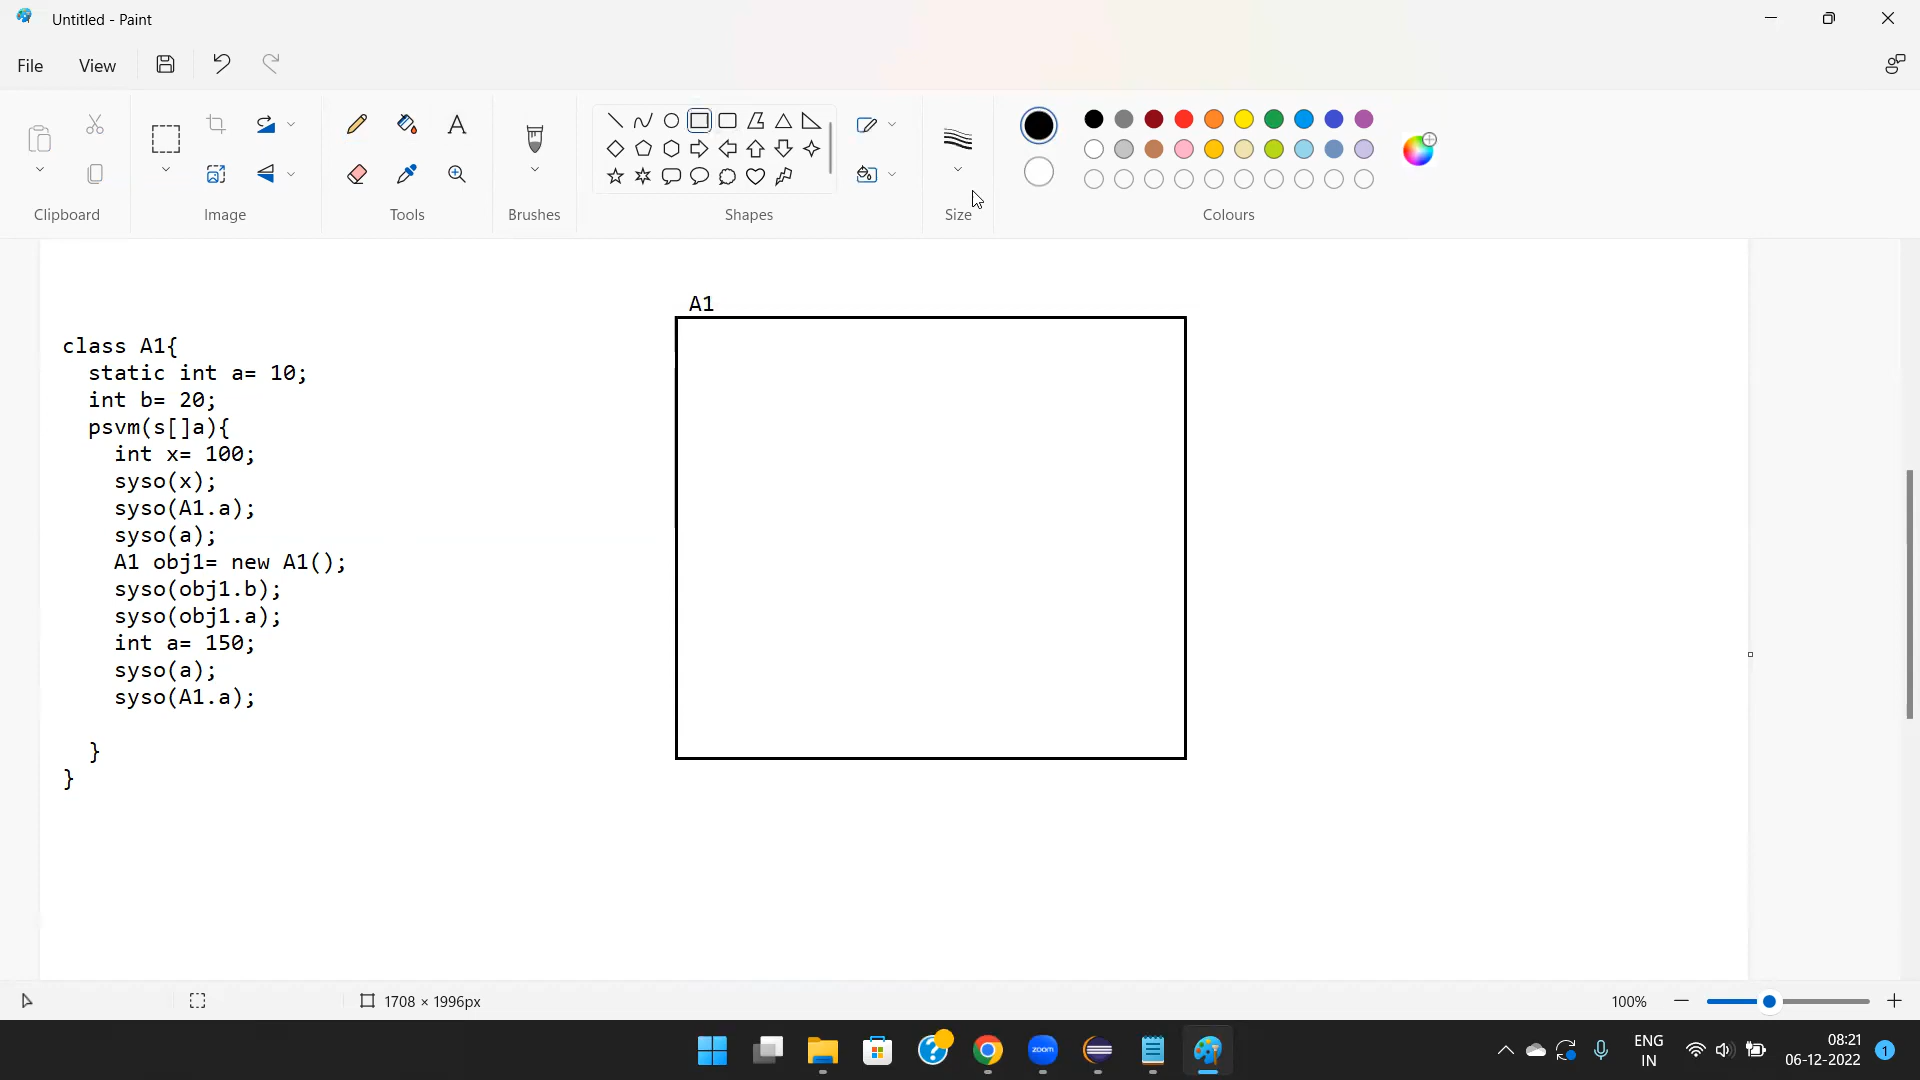 Untitled - Paint
File View
Clipboard
Image
Tools
Brushes
Shapes
Size
Colours
A1
class A1{
static int a= 10;
int b= 20;
psvm(s[]a){
int x= 100;
syso(x);
syso(A1.a);
syso(a);
A1 obj1= new A1();
syso(obj1.b);
syso(obj1.a);
int a= 150;
syso(a);
syso(A1.a);
}
}
1708 × 1996px
100%
zoom
ENG
IN
08:21
06-12-2022
1